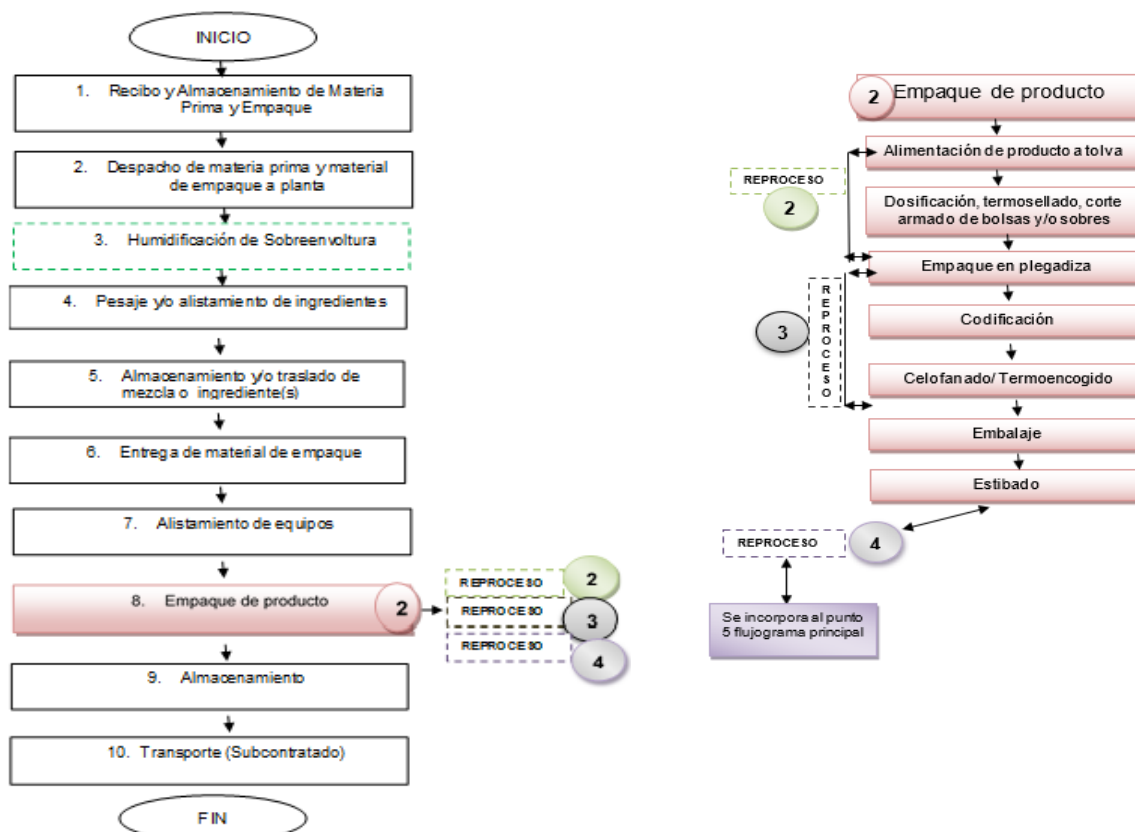 INICIO
1. Recibo y Almacenamiento de Materia
Prima y Empaque
2. Despacho de materia prima y material
de empaque a planta
3. Humidificación de Sobreenvoltura
4. Pesaje y/o alistamiento de ingredientes
5. Almacenamiento y/o traslado de
mezcla o ingrediente(s)
6. Entrega de material de empaque
7. Alistamiento de equipos
8. Empaque de producto
2
REPROCESO
2
REPROCESO
3
REPROCESO
4
9. Almacenamiento
10. Transporte (Subcontratado)
FIN
2
Empaque de producto
Alimentación de producto a tolva
REPROCESO
2
Dosificación, termosellado, corte
armado de bolsas y/o sobres
Empaque en plegadiza
3
REPROCESO
Codificación
Celofanado/ Termoencogido
Embalaje
Estibado
REPROCESO
4
Se incorpora al punto
5 flujograma principal